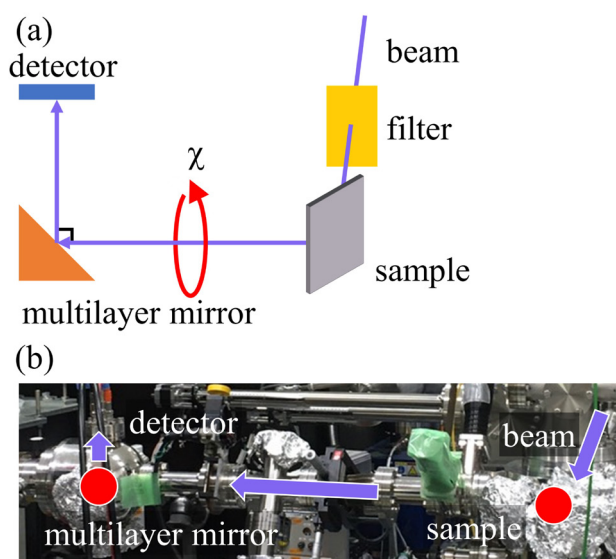 (a)
detector
beam
filter
χ
sample
multilayer mirror
(b)
detector
beam
multilayer mirror
sample